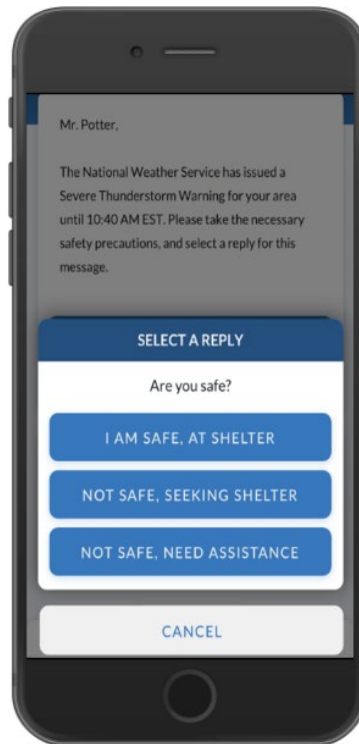 Mr. Potter,
The National Weather Service has issued a
Severe Thunderstorm Warning for your area
until 10:40 AM EST. Please take the necessary
safety precautions, and select a reply for this
message.
SELECT A REPLY
Are you safe?
I AM SAFE, AT SHELTER
NOT SAFE, SEEKING SHELTER
NOT SAFE, NEED ASSISTANCE
CANCEL